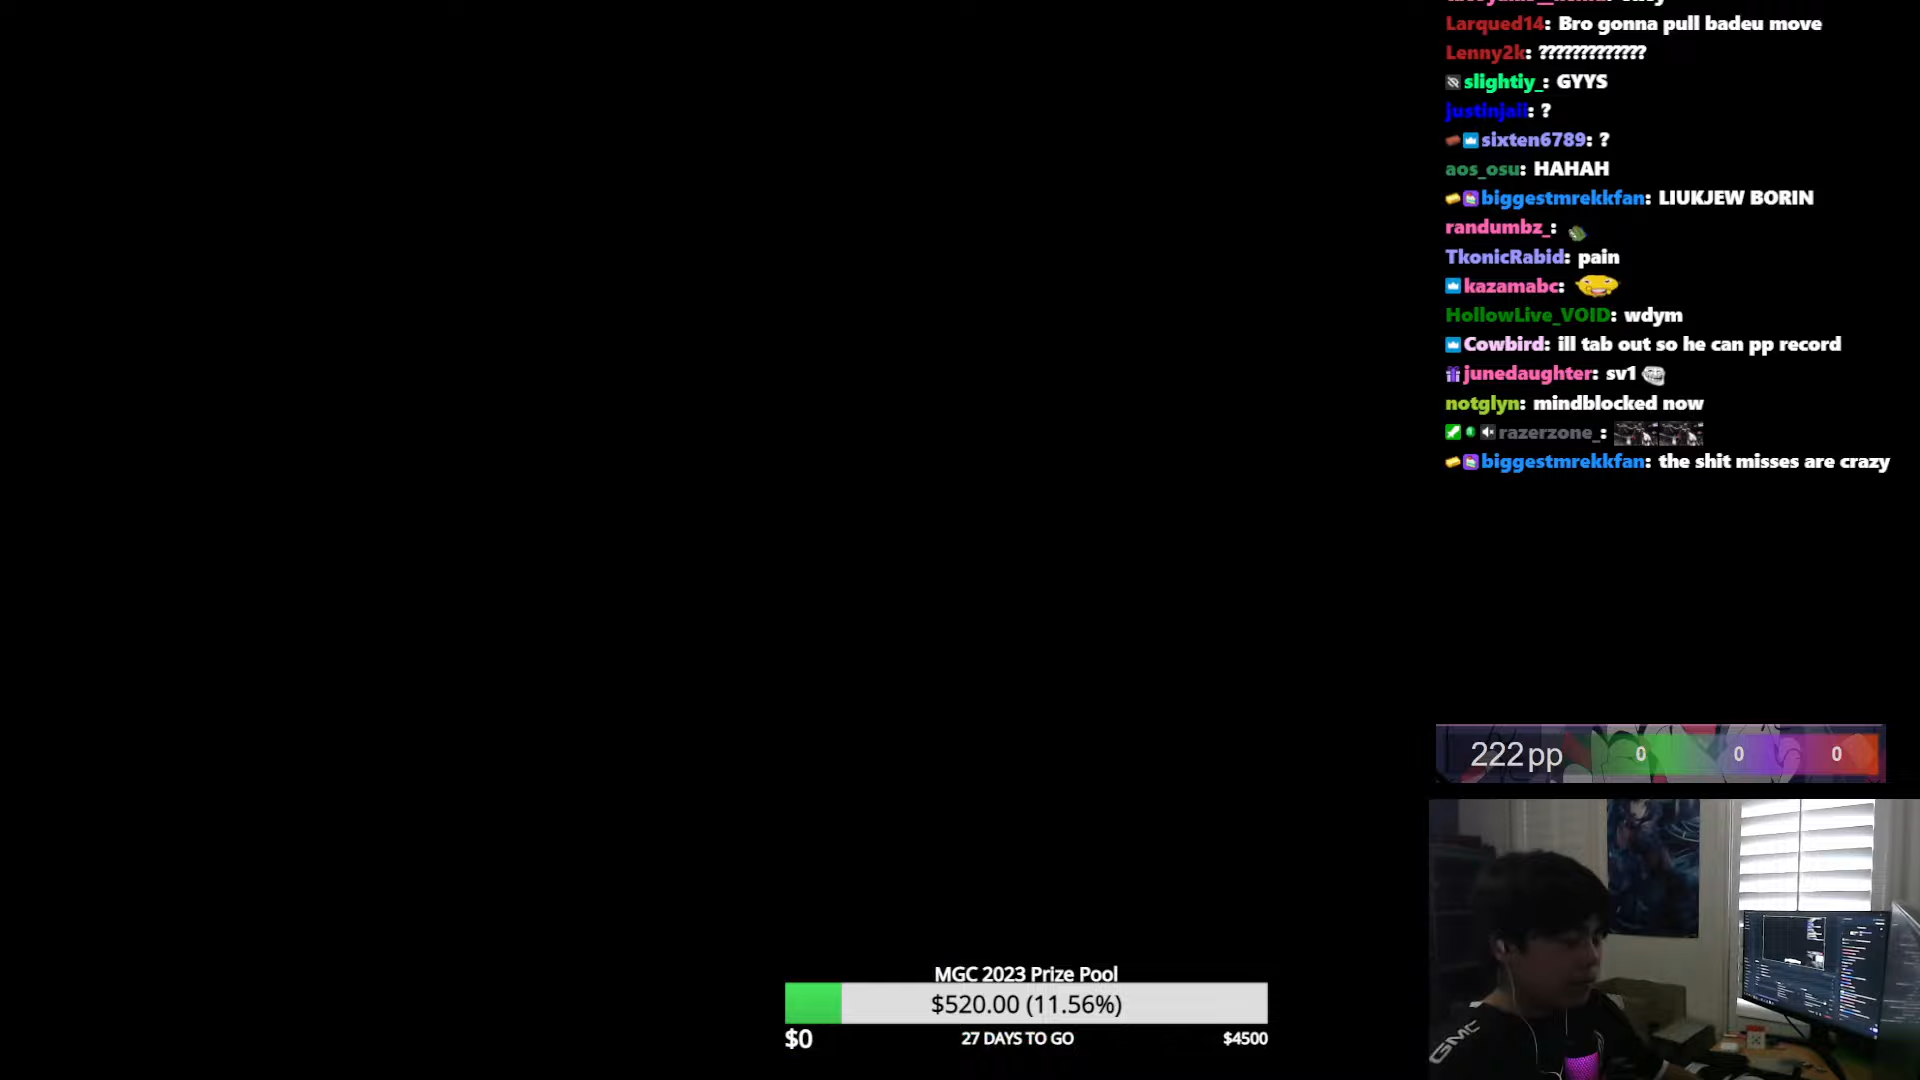 Larqued14: Bro gonna pull badeu move
Lenny2k: ?????????????
slightiy_: GYYS
justinjall: ?
sixten6789: ?
aos_osu: HAHAH
biggestmrekkfan: LIUKJEW BORIN
randumbz_:
TkonicRabid: pain
kazamabc:
HollowLive_VOID: wdym
Cowbird: ill tab out so he can pp record
junedaughter: sv1
notglyn: mindblocked now
razerzone_:
biggestmrekkfan: the shit misses are crazy
222pp 0 0 0
MGC 2023 Prize Pool
$520.00 (11.56%)
$0 27 DAYS TO GO $4500
GMC